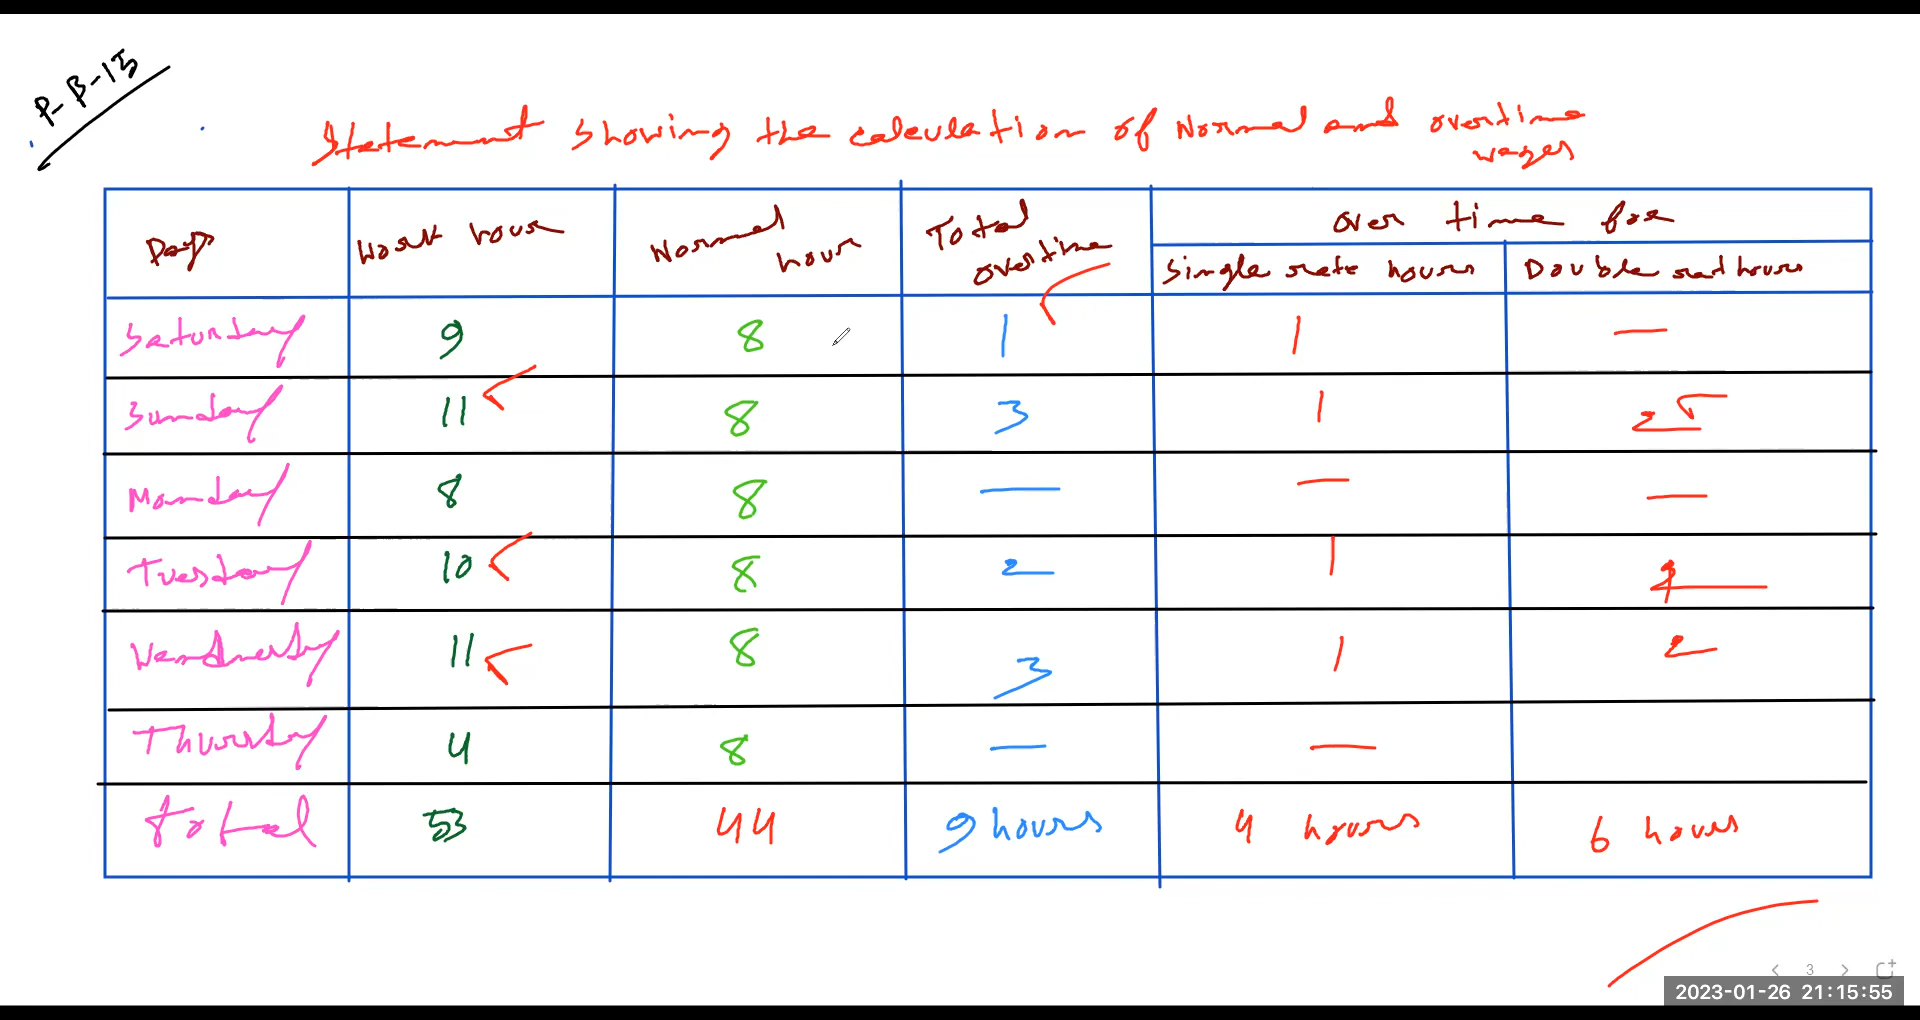 P-B-13
Statement showing the calculation of Normal and overtime
wages
Day Work hour Normal hour Total overtime Over time for
Single rate hours Double rate hours
Saturday 9 8 1 1 —
Sunday 11 8 3 1 2
Monday 8 8 — — —
Tuesday 10 8 2 1
Wednesday 11 8 3 1 2
Thursday 4 8 — —
Total 53 44 9 hours 4 hours 6 hours
3
2023-01-26 21:15:55